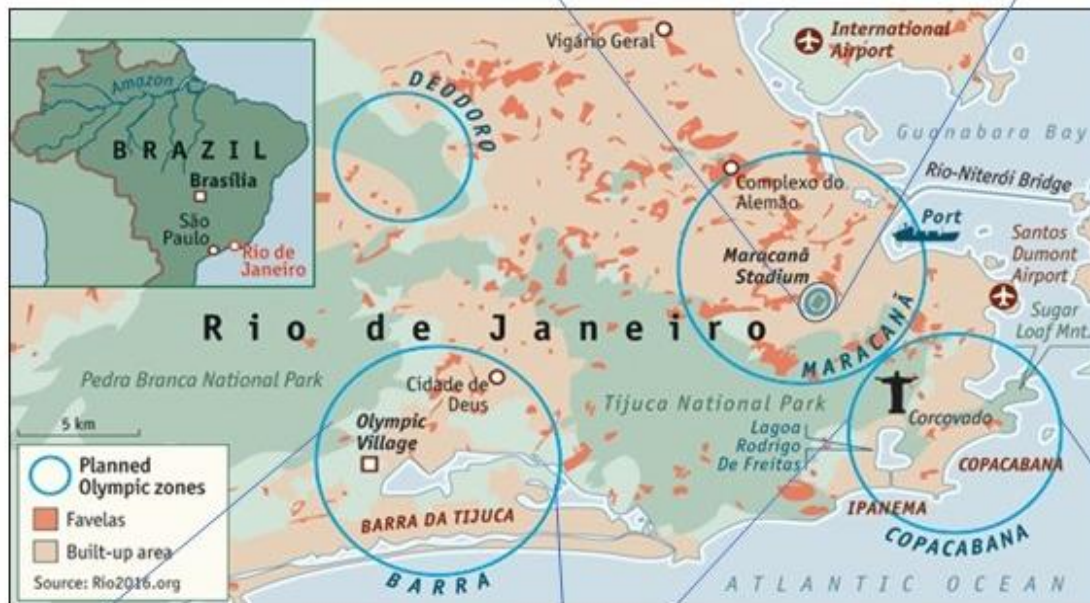 Amazon
BRAZIL
Brasília
São
Paulo
Rio de
Janeiro
Vigário Geral
International
Airport
DEODORO
Guanabara Bay
Rio-Niterói Bridge
Complexo do
Alemão
Port
Maracanã
Stadium
Santos
Dumont
Airport
Sugar
Loaf Mnt.
Rio de Janeiro
MARACANÃ
Pedra Branca National Park
Cidade de
Deus
Tijuca National Park
Corcovado
5 km
Olympic
Village
Lagoa
Rodrigo
De Freitas
COPACABANA
Planned
Olympic zones
Favelas
Built-up area
Source: Rio2016.org
BARRA DA TIJUCA
IPANEMA
COPACABANA
BARRA
ATLANTIC OCEAN